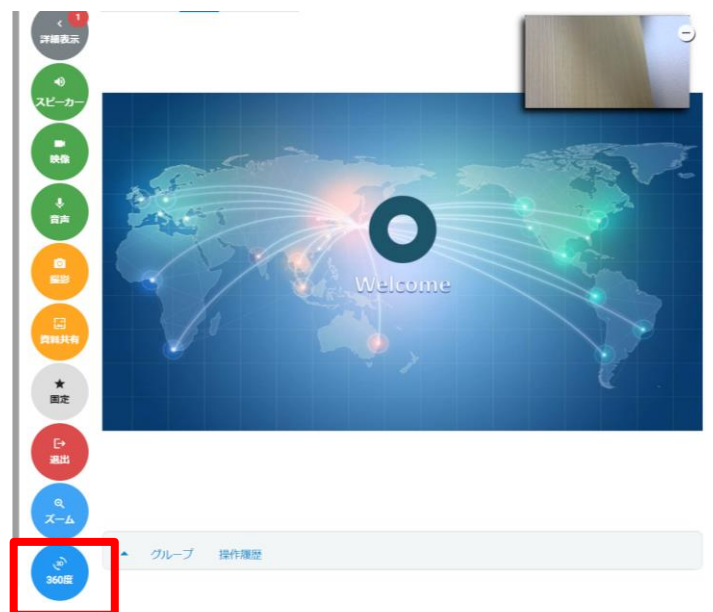 1
詳細表示
スピーカー
映像
音声
撮影
資料共有
固定
退出
ズーム
360度
Welcome
グループ 操作履歴